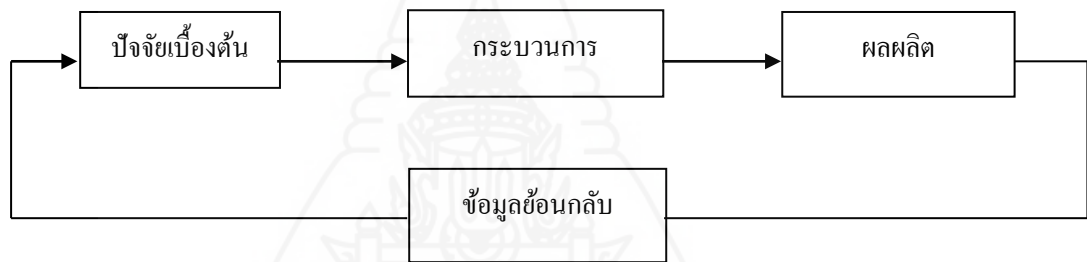 ปัจจัยเบื้องต้น
กระบวนการ
ผลผลิต
ข้อมูลย้อนกลับ